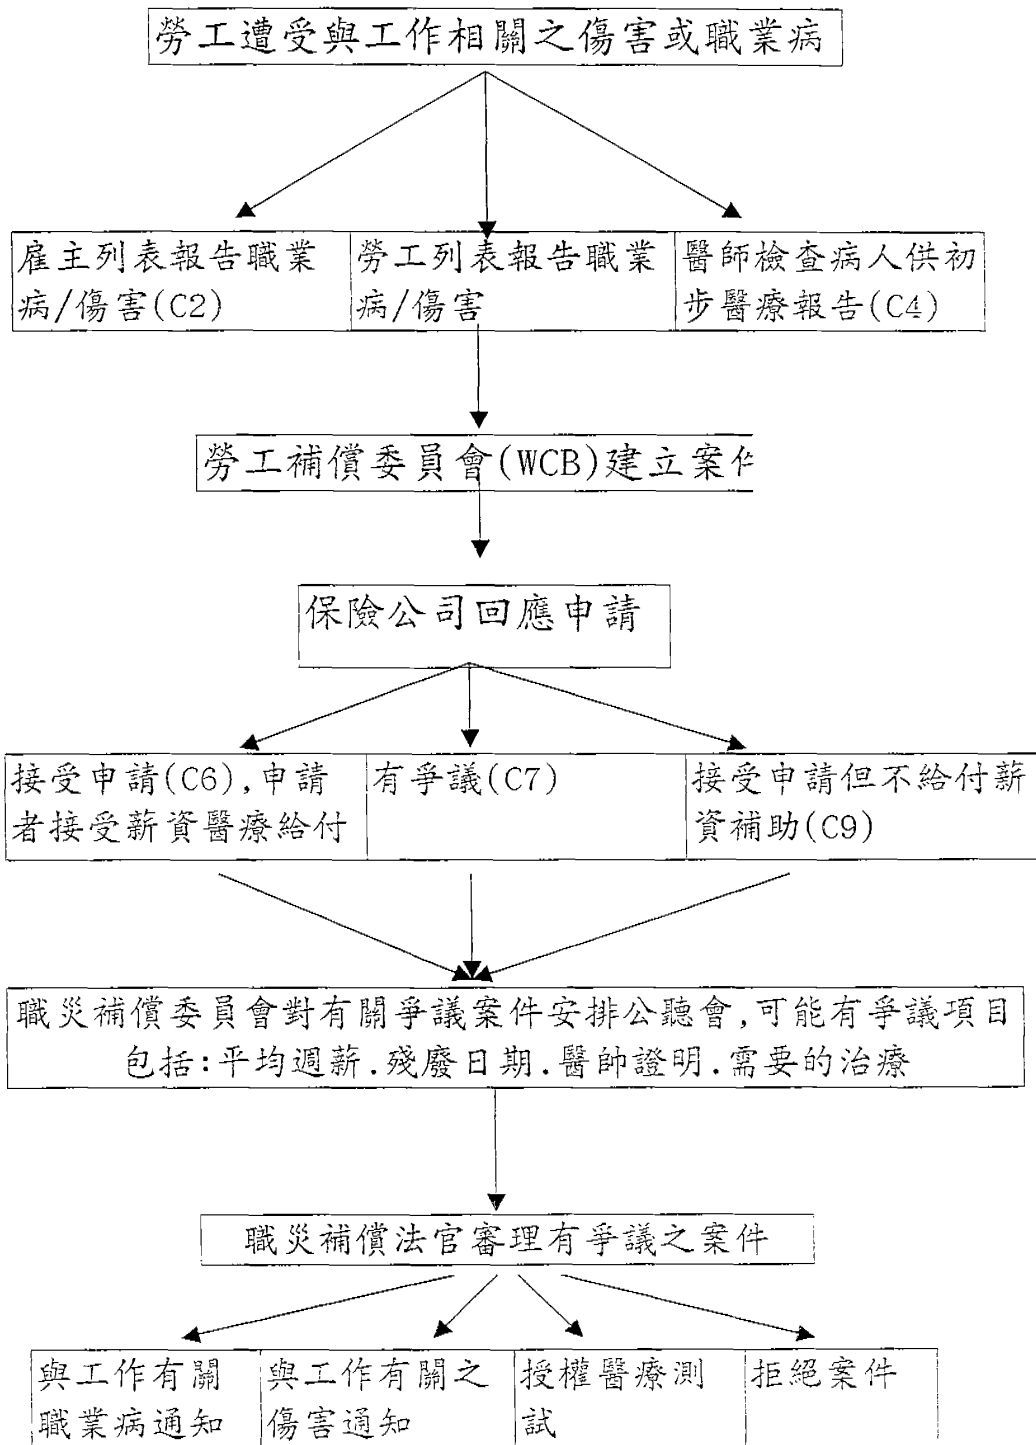 勞工遭受與工作相關之傷害或職業病
雇主列表報告職業
病/傷害(C2)
勞工列表報告職業
病/傷害
醫師檢查病人供初
步醫療報告(C4)
勞工補償委員會(WCB)建立案件
保險公司回應申請
接受申請(C6),申請
者接受薪資醫療給付
有爭議(C7)
接受申請但不給付薪
資補助(C9)
職災補償委員會對有關爭議案件安排公聽會,可能有爭議項目
包括:平均週薪.殘廢日期.醫師證明.需要的治療
職災補償法官審理有爭議之案件
與工作有關
職業病通知
與工作有關之
傷害通知
授權醫療測
試
拒絕案件